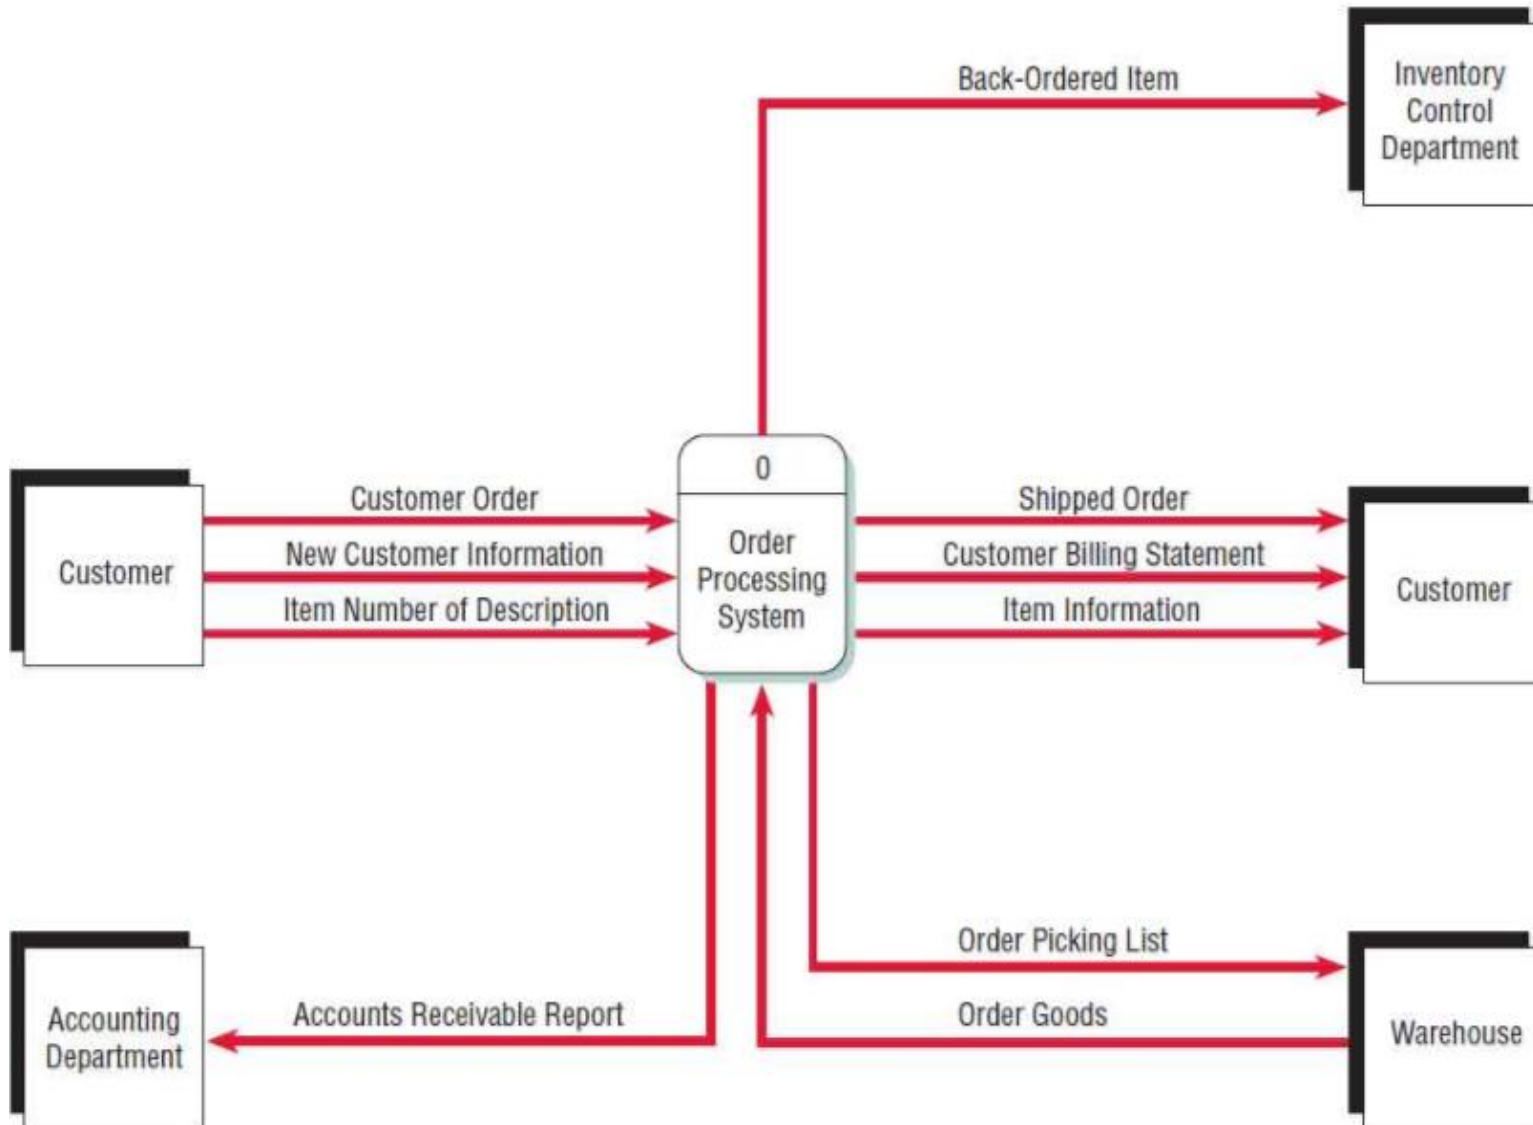 Back-Ordered Item
Inventory
Control
Department
0
Order
Processing
System
Customer
Customer Order
New Customer Information
Item Number of Description
Shipped Order
Customer Billing Statement
Item Information
Customer
Accounting
Department
Accounts Receivable Report
Order Picking List
Order Goods
Warehouse